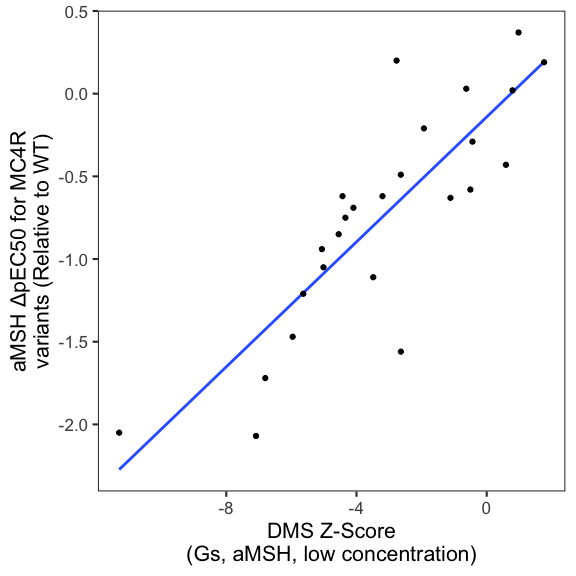 0.5
0.0
-0.5
-1.0
-1.5
-2.0
aMSH ΔpEC50 for MC4R
variants (Relative to WT)
-8 -4 0
DMS Z-Score
(Gs, aMSH, low concentration)